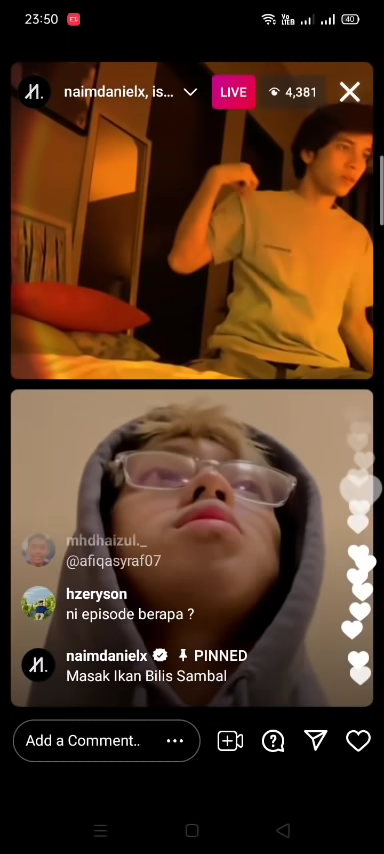 23:50
40
naimdanielx, is...
LIVE
4,381
mhdhaizul._
@afiqasyraf07
hzeryson
ni episode berapa ?
naimdanielx PINNED
Masak Ikan Bilis Sambal
Add a Comment..